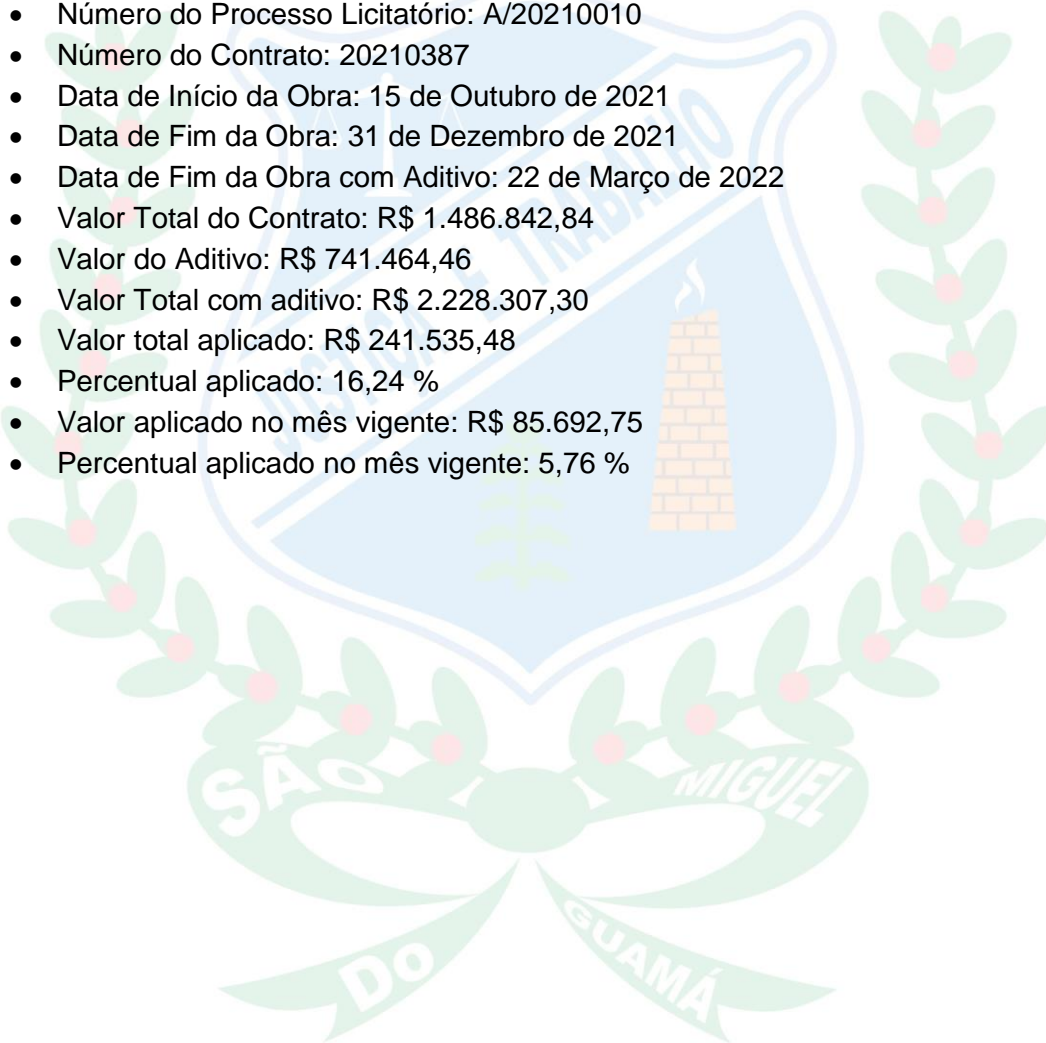 • Número do Processo Licitatório: A/20210010
• Número do Contrato: 20210387
• Data de Início da Obra: 15 de Outubro de 2021
• Data de Fim da Obra: 31 de Dezembro de 2021
• Data de Fim da Obra com Aditivo: 22 de Março de 2022
• Valor Total do Contrato: R$ 1.486.842,84
• Valor do Aditivo: R$ 741.464,46
• Valor Total com aditivo: R$ 2.228.307,30
• Valor total aplicado: R$ 241.535,48
• Percentual aplicado: 16,24 %
• Valor aplicado no mês vigente: R$ 85.692,75
• Percentual aplicado no mês vigente: 5,76 %
JUSTIÇA E TRABALHO
SÃO MIGUEL
DO GUAMÁ